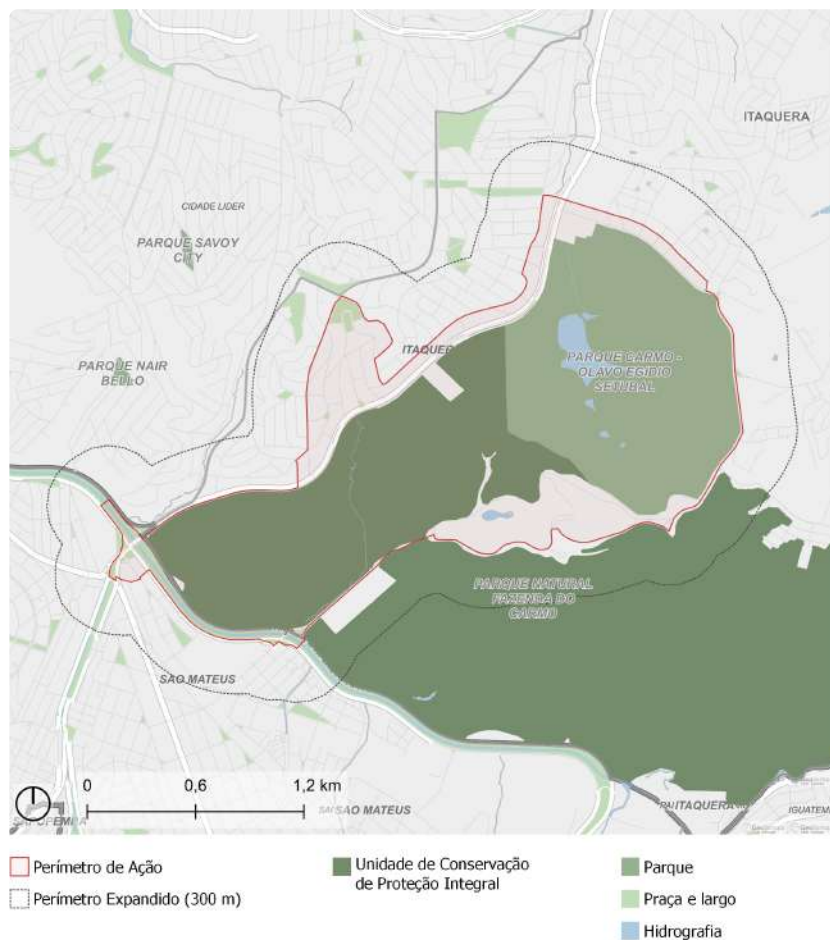 ITAQUERA
CIDADE LIDER
PARQUE SAVOY
CITY
ITAQUERA
PARQUE CARMO -
OLAVO EGIDIO
SETUBAL
PARQUE NAIR
BELLO
PARQUE NATURAL
FAZENDA DO
CARMO
SAO MATEUS
0 0,6 1,2 km
SAO MATEUS
ITAQUERA
Perímetro de Ação
Perímetro Expandido (300 m)
Unidade de Conservação
de Proteção Integral
Parque
Praça e largo
Hidrografia